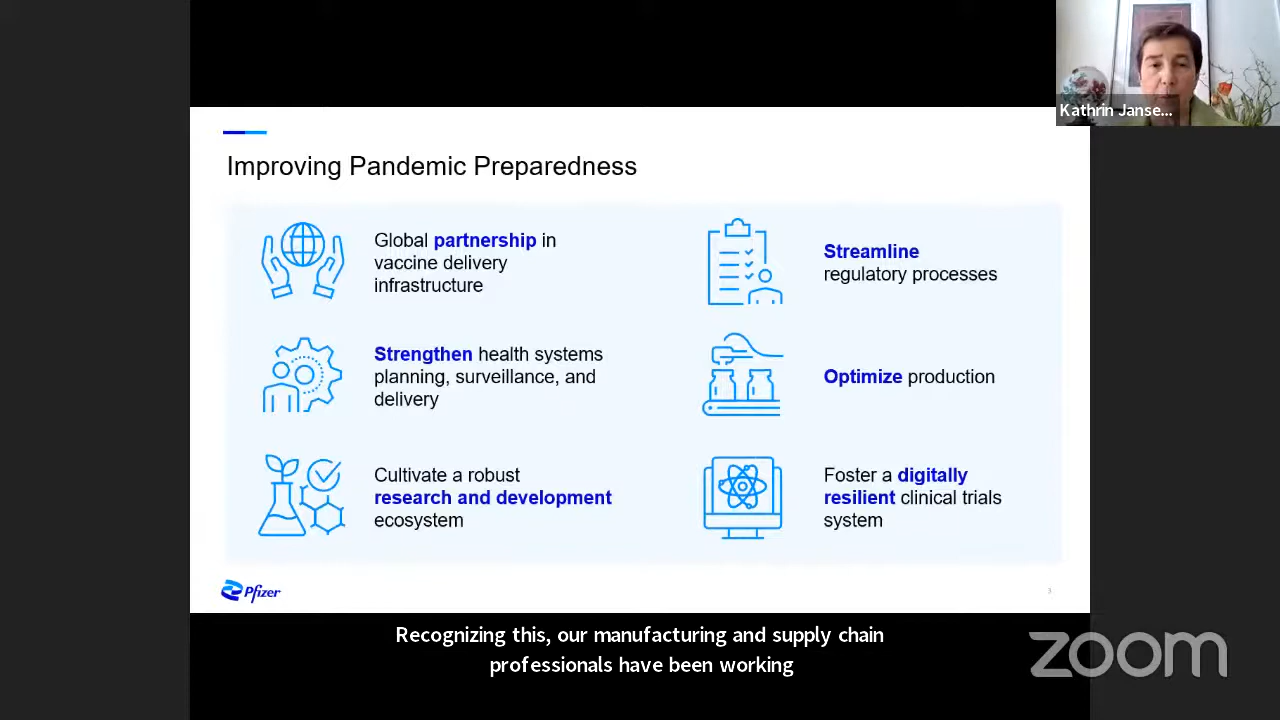 Kathrin Janse...
Improving Pandemic Preparedness
Global partnership in
vaccine delivery
infrastructure
Streamline
regulatory processes
Strengthen health systems
planning, surveillance, and
delivery
Optimize production
Cultivate a robust
research and development
ecosystem
Foster a digitally
resilient clinical trials
system
Pfizer
3
Recognizing this, our manufacturing and supply chain
professionals have been working
zoom